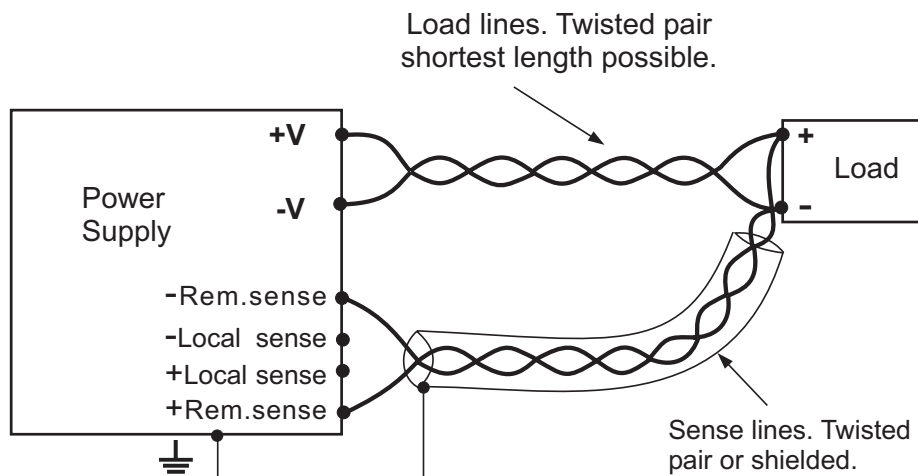 Load lines. Twisted pair
shortest length possible.
+V
+
Power
Supply
Load
-V
-
-Rem.sense
-Local sense
+Local sense
+Rem.sense
Sense lines. Twisted
pair or shielded.